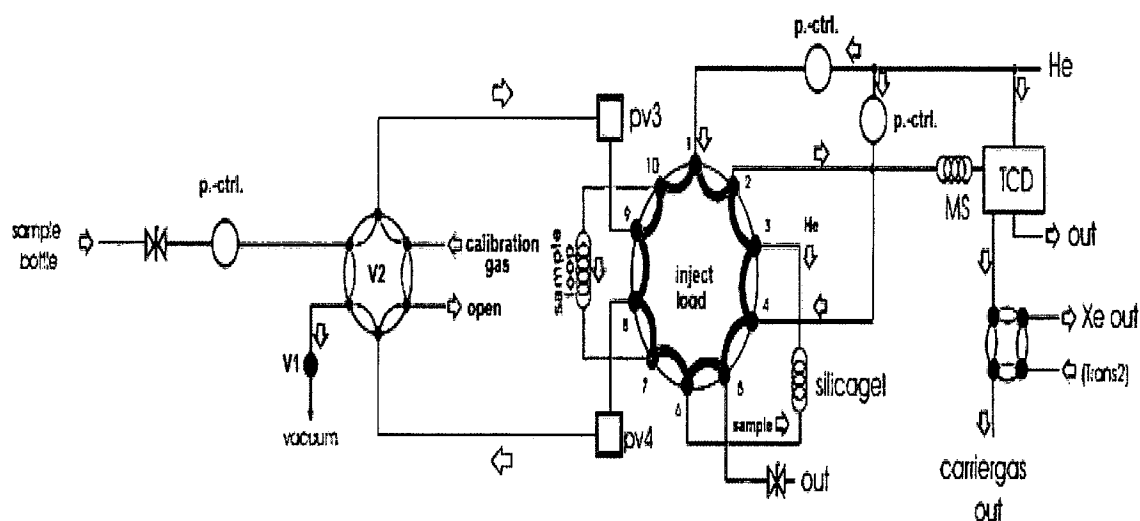 p.-ctrl.
He
p.-ctrl.
pv3
1
10
2
TCD
MS
p.-ctrl.
9
3
He
out
sample
bottle
calibration
gas
V2
sample
loop
inject
load
open
8
4
Xe out
V1
7
silicagel
(Trans2)
6
5
sample
vacuum
pv4
out
carriergas
out